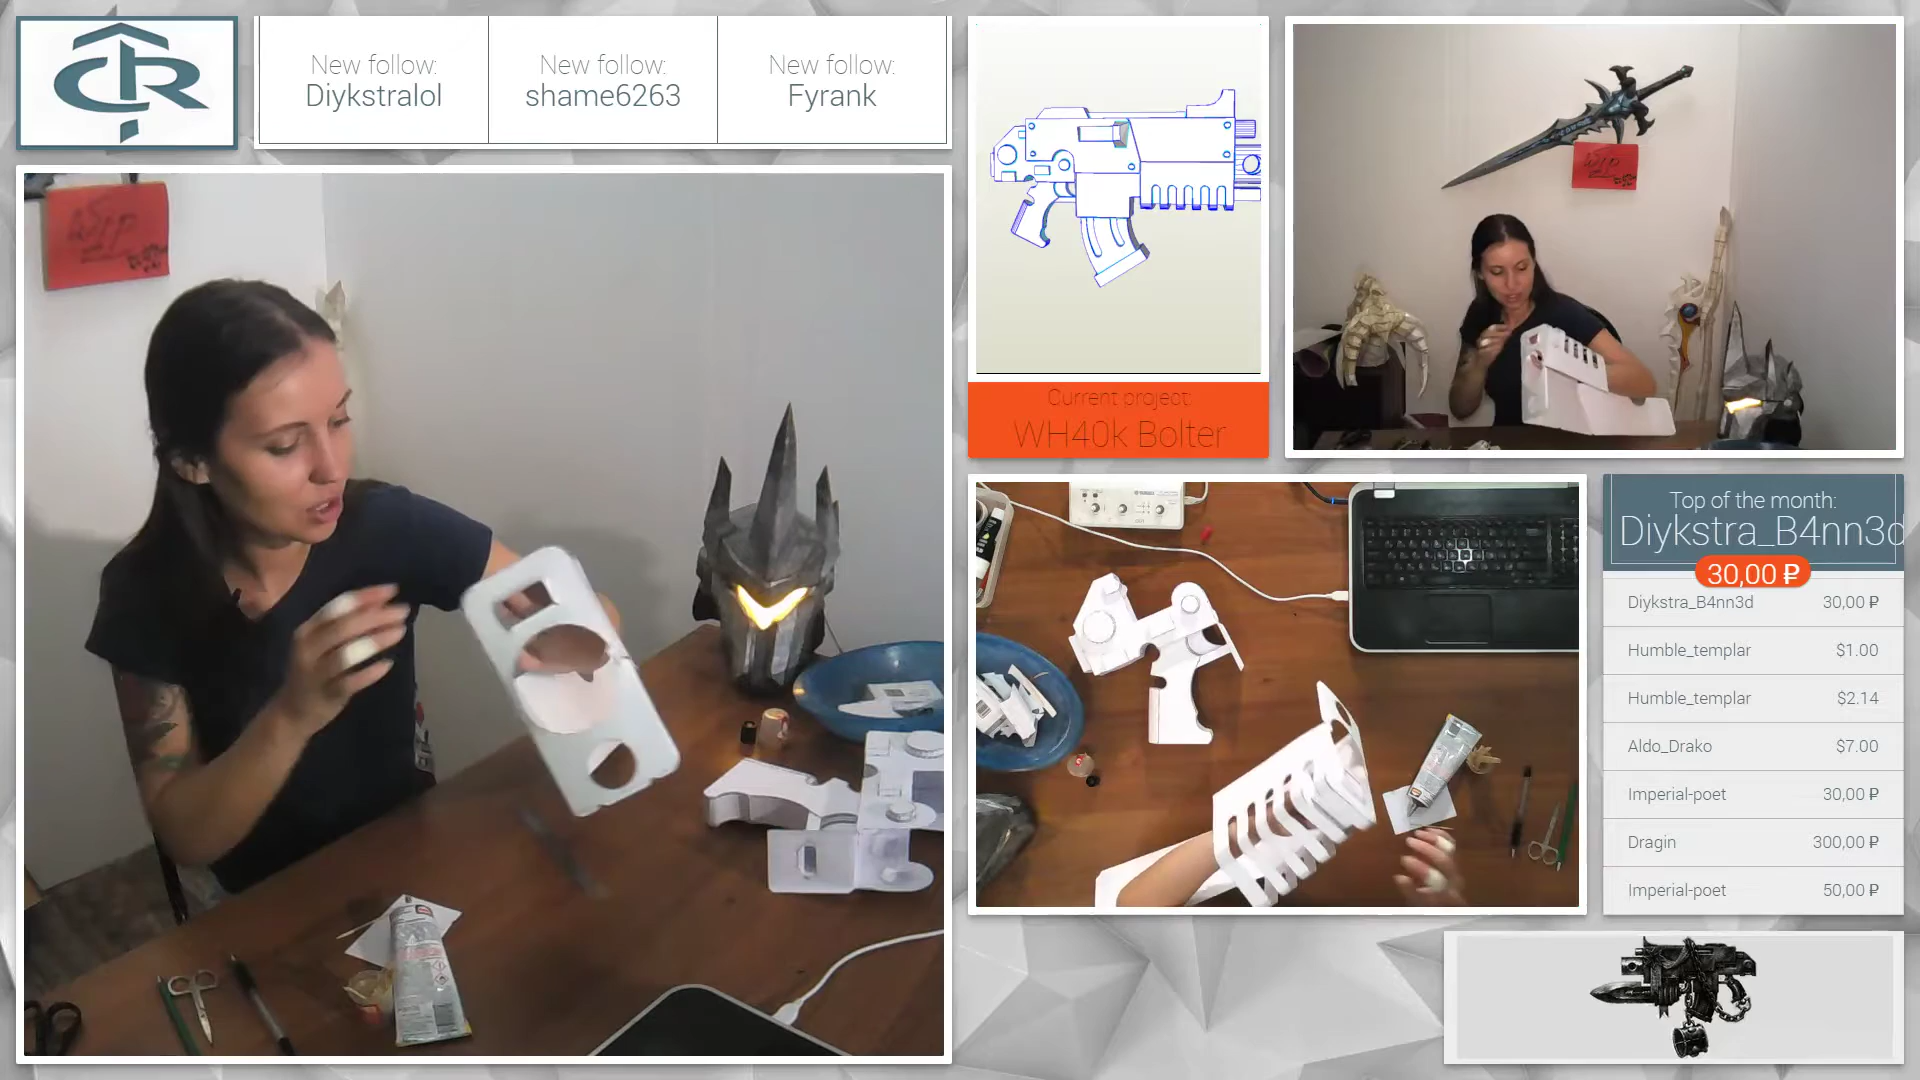 New follow:
Diykstralol
New follow:
shame6263
New follow:
Fyrank
Current project:
WH40k Bolter
Top of the month:
Diykstra_B4nn3d
30,00 ₽
Diykstra_B4nn3d 30,00 ₽
Humble_templar $1.00
Humble_templar $2.14
Aldo_Drako $7.00
Imperial-poet 30,00 ₽
Dragin 300,00 ₽
Imperial-poet 50,00 ₽